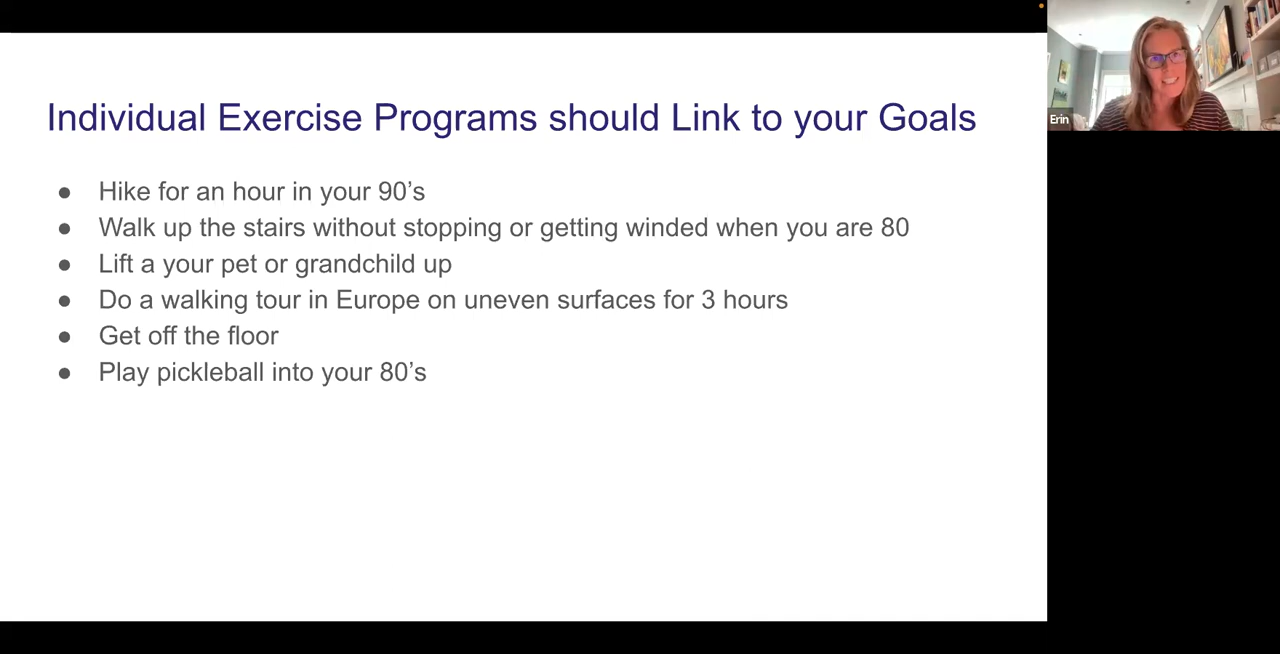 Individual Exercise Programs should Link to your Goals
● Hike for an hour in your 90’s
● Walk up the stairs without stopping or getting winded when you are 80
● Lift a your pet or grandchild up
● Do a walking tour in Europe on uneven surfaces for 3 hours
● Get off the floor
● Play pickleball into your 80’s
Erin